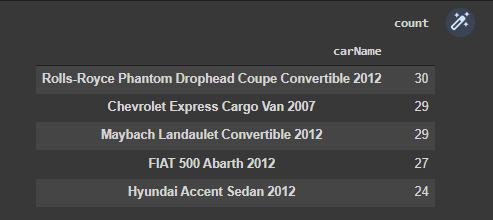 count
carName
Rolls-Royce Phantom Drophead Coupe Convertible 2012 30
Chevrolet Express Cargo Van 2007 29
Maybach Landaulet Convertible 2012 29
FIAT 500 Abarth 2012 27
Hyundai Accent Sedan 2012 24